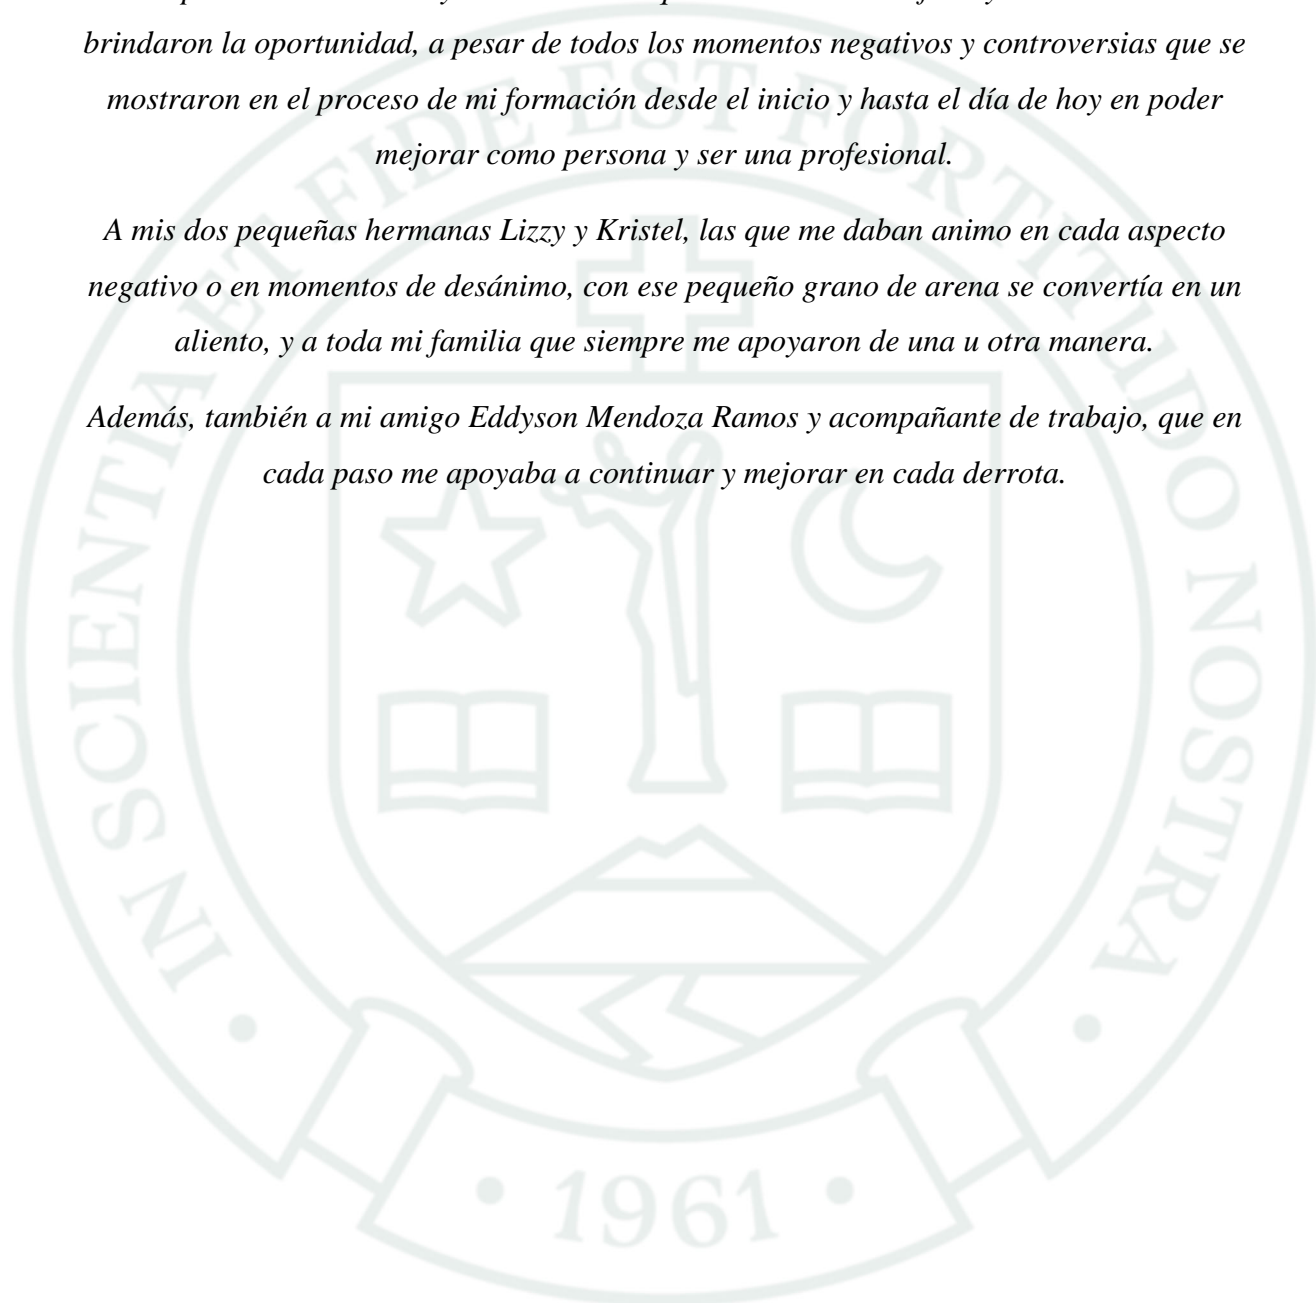 brindaron la oportunidad, a pesar de todos los momentos negativos y controversias que se
mostraron en el proceso de mi formación desde el inicio y hasta el día de hoy en poder
mejorar como persona y ser una profesional.
A mis dos pequeñas hermanas Lizzy y Kristel, las que me daban animo en cada aspecto
negativo o en momentos de desánimo, con ese pequeño grano de arena se convertía en un
aliento, y a toda mi familia que siempre me apoyaron de una u otra manera.
Además, también a mi amigo Eddyson Mendoza Ramos y acompañante de trabajo, que en
cada paso me apoyaba a continuar y mejorar en cada derrota.
IN SCIENTIA ET FIDE EST FORTITUDO NOSTRA
1961